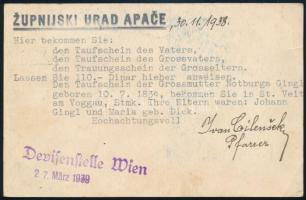 ŽUPNIJSKI URAD APAČE, 30.11.1938.
Hier bekommen Sie:
den Taufschein des Vaters,
den Taufschein des Grossvaters,
den Trauungsschein der Grosseltern.
Lassen Sie 110.- Dinar hieher anweisen.
Den Taufschein der Grossmutter Notburga Gingl
geboren 10. 7. 1834, bekommen Sie in St. Veit
am Vogau, Stmk. Ihre Eltern waren: Johann
Gingl und Maria geb. Dick.
Hochachtungsvoll
Ivan Čilenšek
Pfarrer
Devisenstelle Wien
27. März 1939